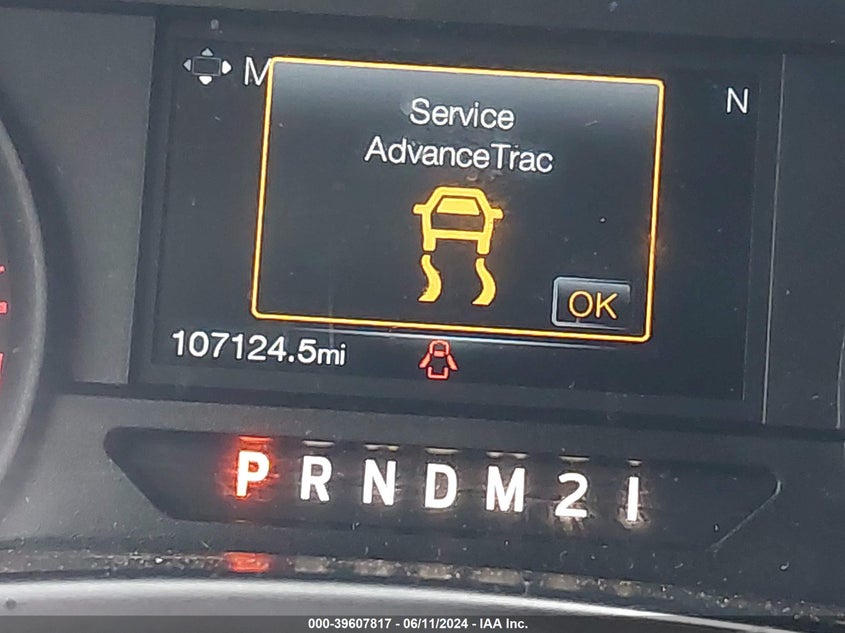 M
N
Service
AdvanceTrac
OK
107124.5mi
P R N D M 2 1
000-39607817 - 06/11/2024 - IAA Inc.